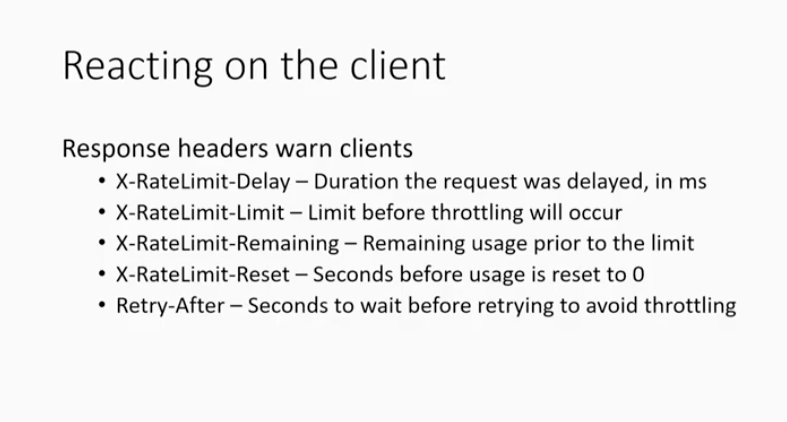 Reacting on the client
Response headers warn clients
• X-RateLimit-Delay – Duration the request was delayed, in ms
• X-RateLimit-Limit – Limit before throttling will occur
• X-RateLimit-Remaining – Remaining usage prior to the limit
• X-RateLimit-Reset – Seconds before usage is reset to 0
• Retry-After – Seconds to wait before retrying to avoid throttling